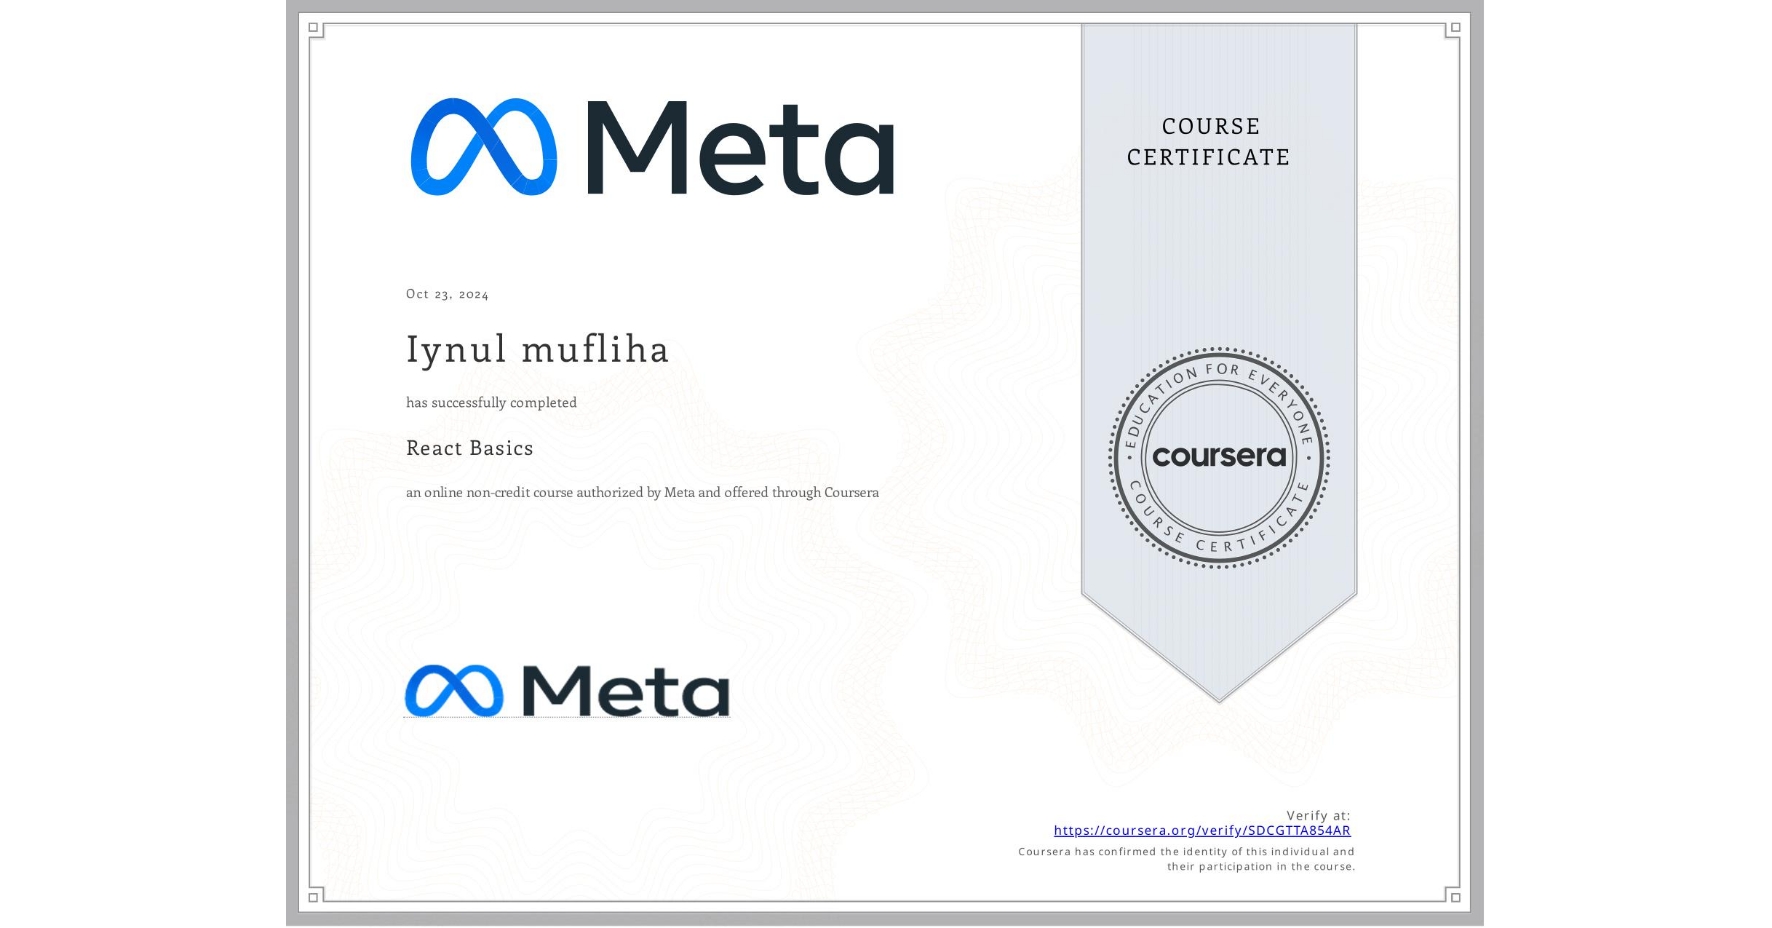 Meta
COURSE
CERTIFICATE
Oct 23, 2024
Iynul mufliha
has successfully completed
React Basics
an online non-credit course authorized by Meta and offered through Coursera
EDUCATION FOR EVERYONE
coursera
COURSE CERTIFICATE
Meta
Verify at:
https://coursera.org/verify/SDCGTTA854AR
Coursera has confirmed the identity of this individual and
their participation in the course.